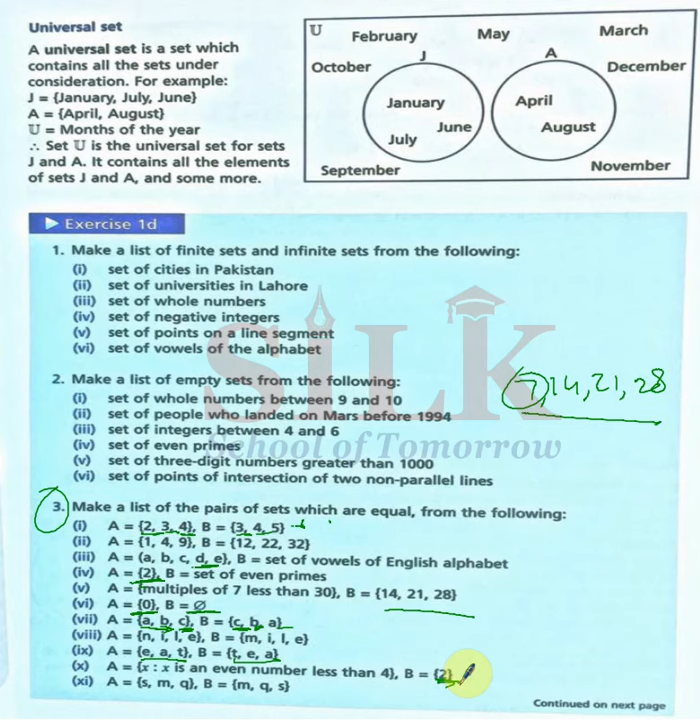 Universal set
A universal set is a set which
contains all the sets under
consideration. For example:
J = {January, July, June}
A = {April, August}
U = Months of the year
∴ Set U is the universal set for sets
J and A. It contains all the elements
of sets J and A, and some more.
U
February
May
March
October
J
A
December
January
June
July
April
August
September
November
Exercise 1d
1. Make a list of finite sets and infinite sets from the following:
(i) set of cities in Pakistan
(ii) set of universities in Lahore
(iii) set of whole numbers
(iv) set of negative integers
(v) set of points on a line segment
(vi) set of vowels of the alphabet
2. Make a list of empty sets from the following:
(i) set of whole numbers between 9 and 10
(ii) set of people who landed on Mars before 1994
(iii) set of integers between 4 and 6
(iv) set of even primes
(v) set of three-digit numbers greater than 1000
(vi) set of points of intersection of two non-parallel lines
7, 14, 21, 28
SiLK
School of Tomorrow
3. Make a list of the pairs of sets which are equal, from the following:
(i) A = {2, 3, 4}, B = {3, 4, 5}
(ii) A = {1, 4, 9}, B = {12, 22, 32}
(iii) A = (a, b, c, d, e}, B = set of vowels of English alphabet
(iv) A = {2}, B = set of even primes
(v) A = {multiples of 7 less than 30}, B = {14, 21, 28}
(vi) A = {0}, B = ∅
(vii) A = {a, b, c}, B = {c, b, a}
(viii) A = {n, i, l, e}, B = {m, i, l, e}
(ix) A = {e, a, t}, B = {t, e, a}
(x) A = {x : x is an even number less than 4}, B = {2}
(xi) A = {s, m, q}, B = {m, q, s}
Continued on next page